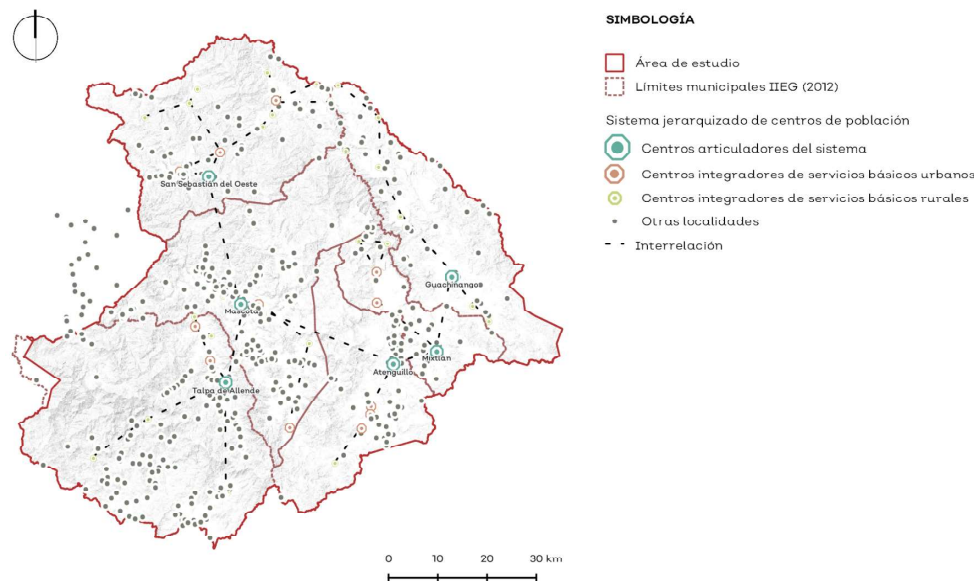 SIMBOLOGÍA
Área de estudio
Límites municipales IIEG (2012)
Sistema jerarquizado de centros de población
Centros articuladores del sistema
Centros integradores de servicios básicos urbanos
Centros integradores de servicios básicos rurales
Otras localidades
Interrelación
San Sebastián del Oeste
Guachinango
Mascota
Mixtlán
Atenguillo
Talpa de Allende
0 10 20 30 km